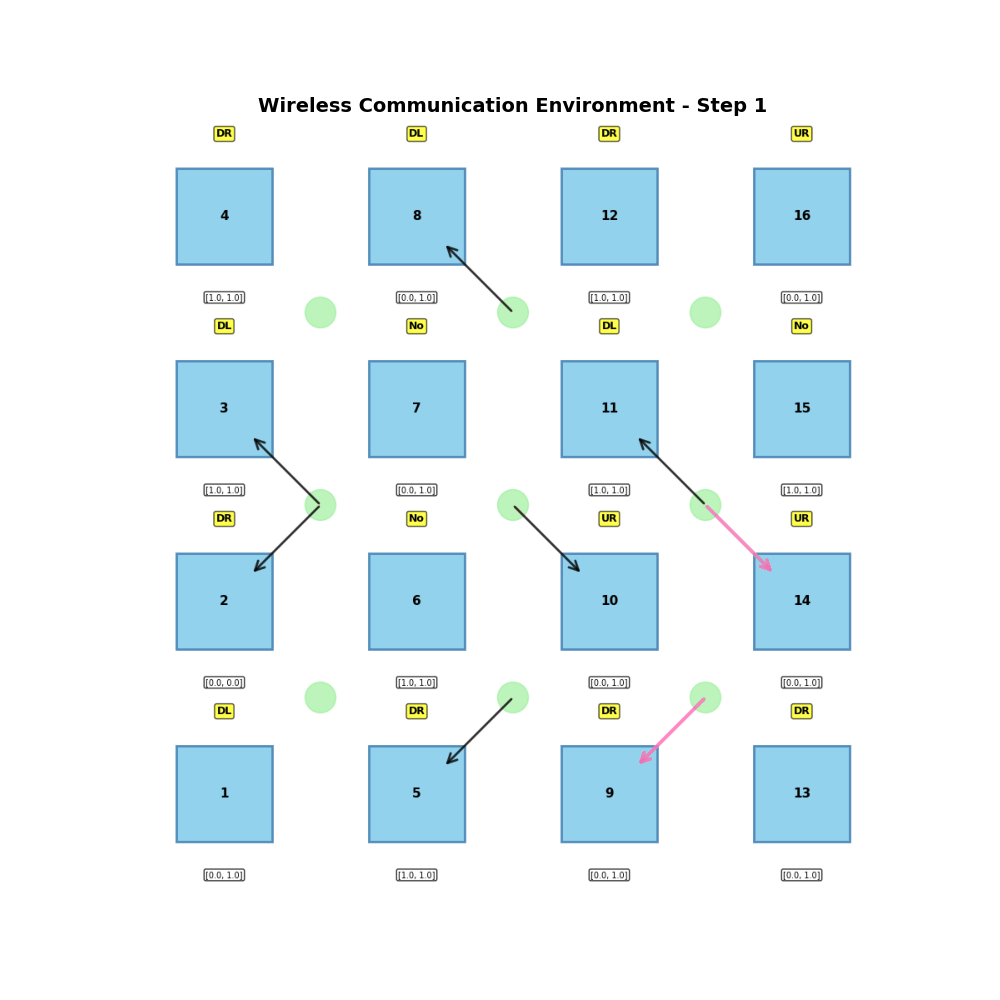 Wireless Communication Environment - Step 1
DR DL DR UR
4 8 12 16
[1.0, 1.0] [0.0, 1.0] [1.0, 1.0] [0.0, 1.0]
DL No DL No
3 7 11 15
[1.0, 1.0] [0.0, 1.0] [1.0, 1.0] [1.0, 1.0]
DR No UR UR
2 6 10 14
[0.0, 0.0] [1.0, 1.0] [0.0, 1.0] [0.0, 1.0]
DL DR DR DR
1 5 9 13
[0.0, 1.0] [1.0, 1.0] [0.0, 1.0] [0.0, 1.0]